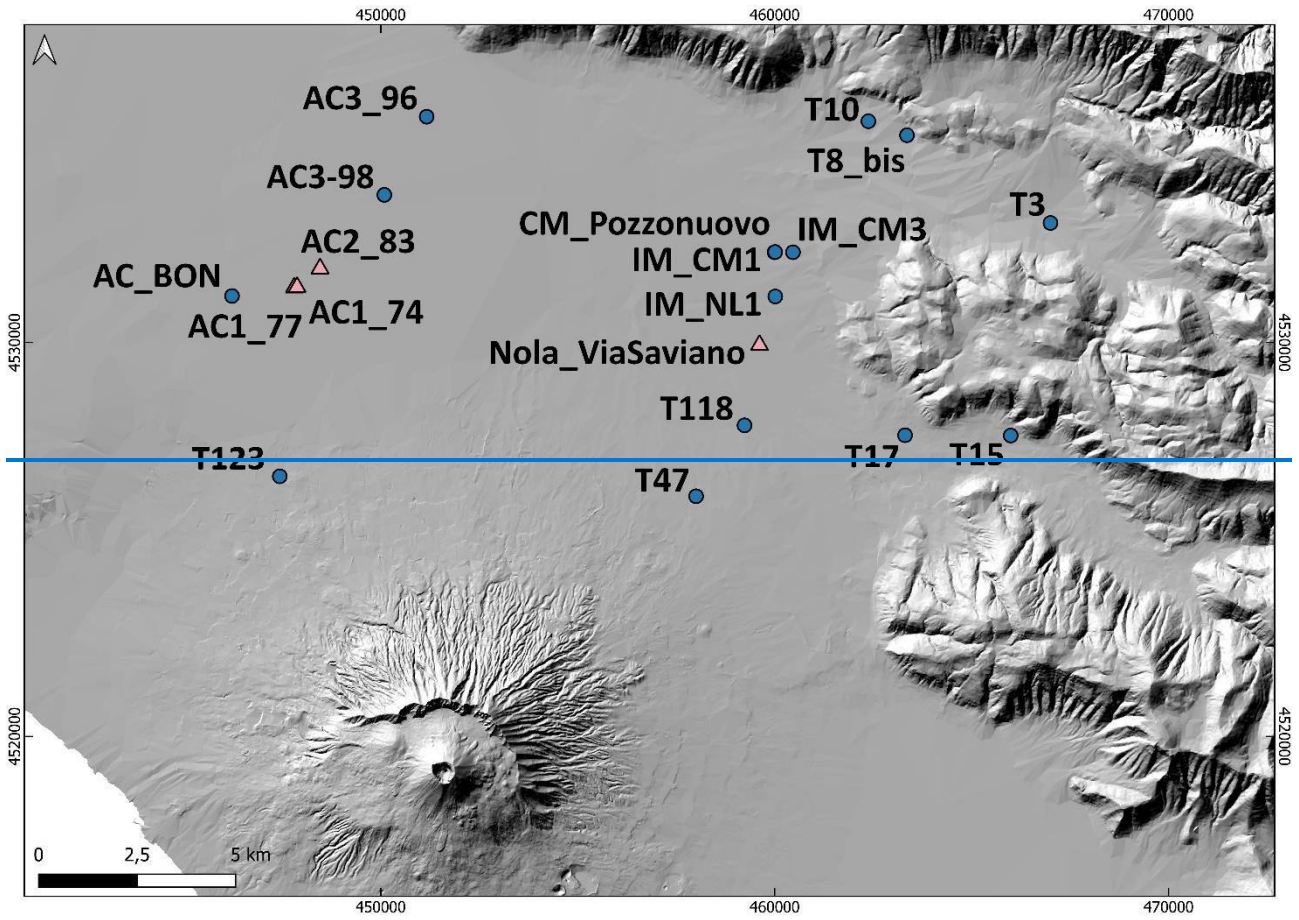 450000
460000
470000
AC3_96
T10
T8_bis
AC3-98
T3
CM_Pozzonuovo
IM_CM3
AC2_83
IM_CM1
AC_BON
IM_NL1
AC1_74
AC1_77
4530000
4530000
Nola_ViaSaviano
T118
T123
T17
T15
T47
4520000
4520000
0
2,5
5 km
450000
460000
470000